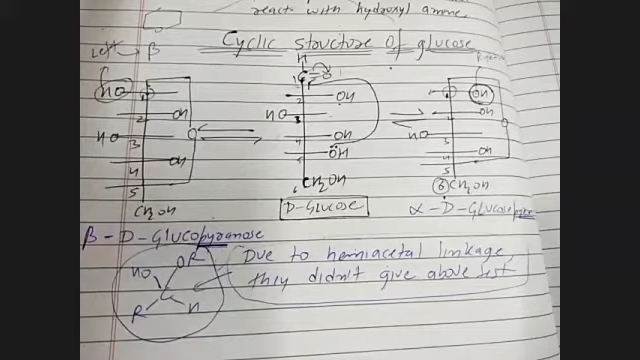 react with hydroxyl amine.
Cyclic structure of glucose
Left → β
HO
OH
HO
OH
CH2OH
O
β-D-Glucopyranose
H
C=O
OH
HO
OH
OH
CH2OH
D-Glucose
OH
OH
HO
OH
O
CH2OH
α-D-Glucopyranose
HO
OR
C
R
H
Due to hemiacetal linkage,
they didn't give above test